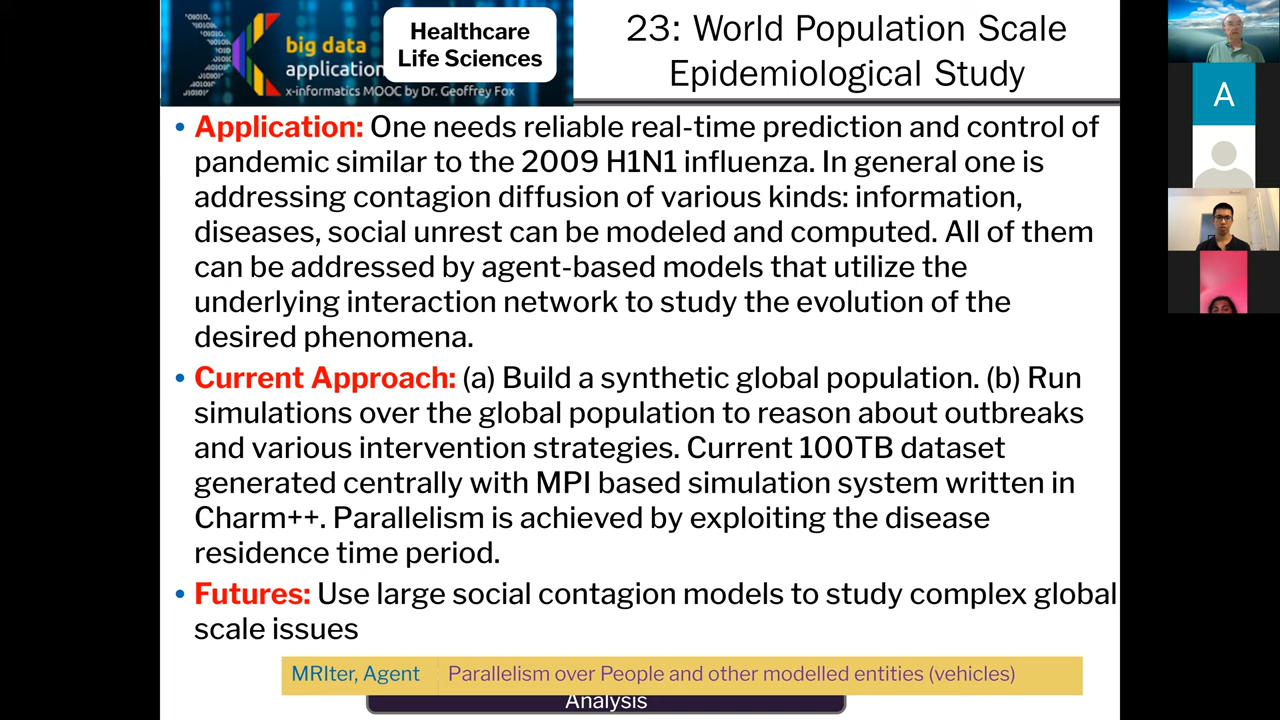 big data
application
x-informatics MOOC by Dr. Geoffrey Fox
Healthcare
Life Sciences
23: World Population Scale
Epidemiological Study
A
• Application: One needs reliable real-time prediction and control of
pandemic similar to the 2009 H1N1 influenza. In general one is
addressing contagion diffusion of various kinds: information,
diseases, social unrest can be modeled and computed. All of them
can be addressed by agent-based models that utilize the
underlying interaction network to study the evolution of the
desired phenomena.
• Current Approach: (a) Build a synthetic global population. (b) Run
simulations over the global population to reason about outbreaks
and various intervention strategies. Current 100TB dataset
generated centrally with MPI based simulation system written in
Charm++. Parallelism is achieved by exploiting the disease
residence time period.
• Futures: Use large social contagion models to study complex global
scale issues
MRIter, Agent Parallelism over People and other modelled entities (vehicles)
Analysis